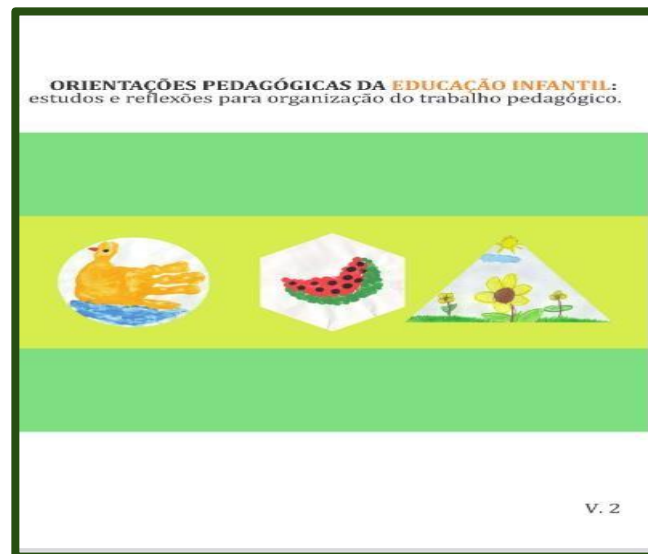 ORIENTAÇÕES PEDAGÓGICAS DA EDUCAÇÃO INFANTIL:
estudos e reflexões para organização do trabalho pedagógico.
V. 2